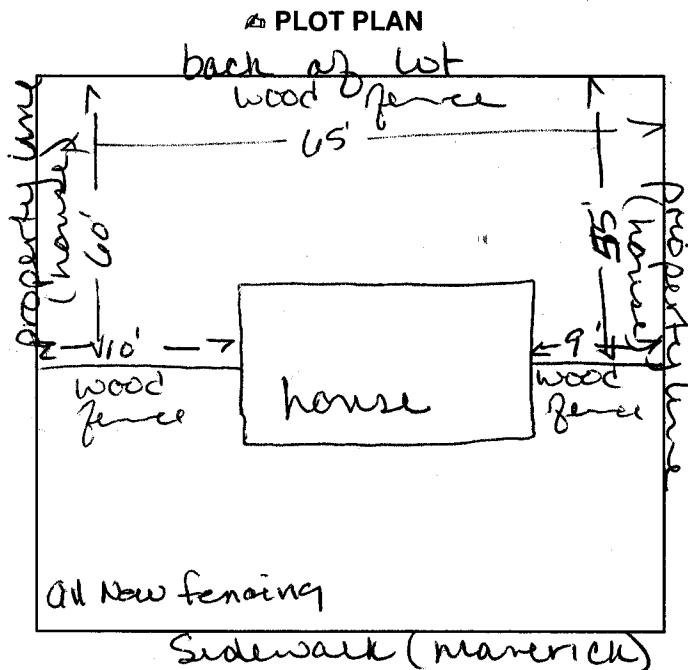 PLOT PLAN
back of lot
wood fence
65'
property line
(house)
60'
55'
property line
(house)
10'
9'
wood
fence
house
wood
fence
All New fencing
Sidewalk (Maverick)